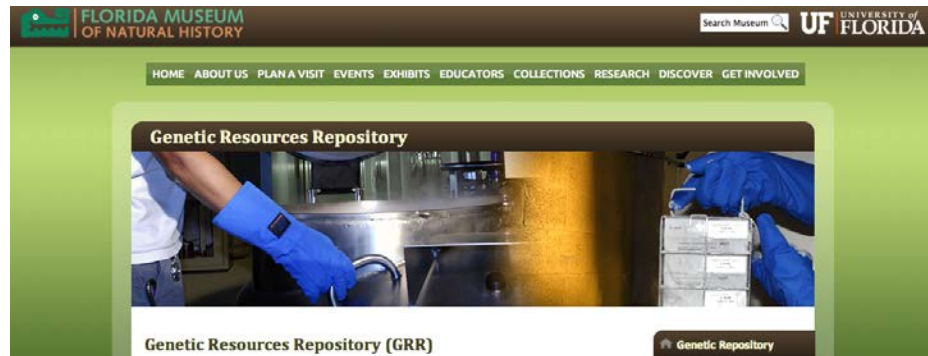 FLORIDA MUSEUM
OF NATURAL HISTORY
Search Museum
UF UNIVERSITY of
FLORIDA
HOME ABOUT US PLAN A VISIT EVENTS EXHIBITS EDUCATORS COLLECTIONS RESEARCH DISCOVER GET INVOLVED
Genetic Resources Repository
Genetic Resources Repository (GRR)
Genetic Repository